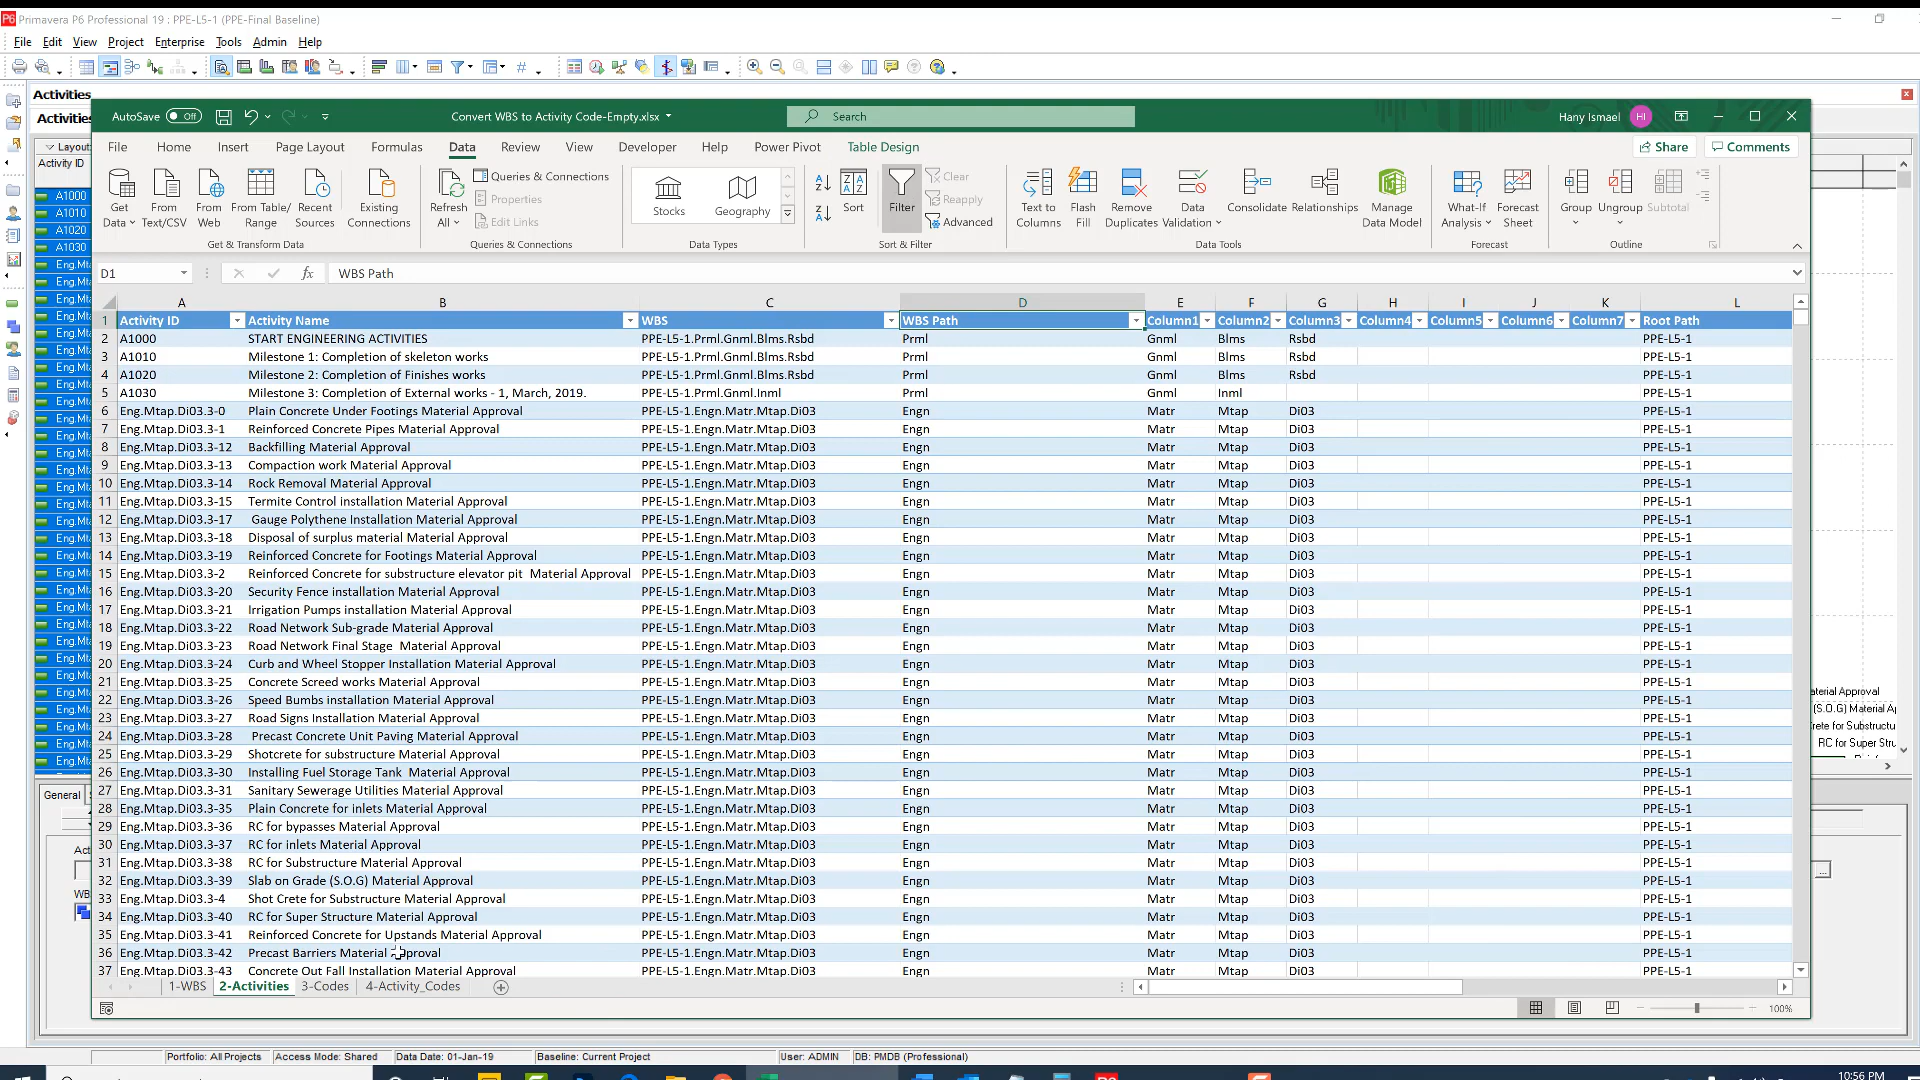 Primavera P6 Professional 19 : PPE-L5-1 (PPE-Final Baseline)
File Edit View Project Enterprise Tools Admin Help
Activities
Activities
Layout:
Activity ID
AutoSave Off
Convert WBS to Activity Code-Empty.xlsx
Search
Hany Ismael HI
File Home Insert Page Layout Formulas Data Review View Developer Help Power Pivot Table Design
Share Comments
Get Data From Text/CSV From Web From Table/ Range Recent Sources Existing Connections
Get & Transform Data
Refresh All Queries & Connections Properties Edit Links
Queries & Connections
Stocks Geography
Data Types
Sort Filter Clear Reapply Advanced
Sort & Filter
Text to Columns Flash Fill Remove Duplicates Data Validation Consolidate Relationships Manage Data Model
Data Tools
What-If Analysis Forecast Sheet
Forecast
Group Ungroup Subtotal
Outline
D1 fx WBS Path
A B C D E F G H I J K L
1 Activity ID Activity Name WBS WBS Path Column1 Column2 Column3 Column4 Column5 Column6 Column7 Root Path
2 A1000 START ENGINEERING ACTIVITIES PPE-L5-1.Prml.Gnml.Blms.Rsbd Prml Gnml Blms Rsbd PPE-L5-1
3 A1010 Milestone 1: Completion of skeleton works PPE-L5-1.Prml.Gnml.Blms.Rsbd Prml Gnml Blms Rsbd PPE-L5-1
4 A1020 Milestone 2: Completion of Finishes works PPE-L5-1.Prml.Gnml.Blms.Rsbd Prml Gnml Blms Rsbd PPE-L5-1
5 A1030 Milestone 3: Completion of External works - 1, March, 2019. PPE-L5-1.Prml.Gnml.Inml Prml Gnml Inml PPE-L5-1
6 Eng.Mtap.Di03.3-0 Plain Concrete Under Footings Material Approval PPE-L5-1.Engn.Matr.Mtap.Di03 Engn Matr Mtap Di03 PPE-L5-1
7 Eng.Mtap.Di03.3-1 Reinforced Concrete Pipes Material Approval PPE-L5-1.Engn.Matr.Mtap.Di03 Engn Matr Mtap Di03 PPE-L5-1
8 Eng.Mtap.Di03.3-12 Backfilling Material Approval PPE-L5-1.Engn.Matr.Mtap.Di03 Engn Matr Mtap Di03 PPE-L5-1
9 Eng.Mtap.Di03.3-13 Compaction work Material Approval PPE-L5-1.Engn.Matr.Mtap.Di03 Engn Matr Mtap Di03 PPE-L5-1
10 Eng.Mtap.Di03.3-14 Rock Removal Material Approval PPE-L5-1.Engn.Matr.Mtap.Di03 Engn Matr Mtap Di03 PPE-L5-1
11 Eng.Mtap.Di03.3-15 Termite Control installation Material Approval PPE-L5-1.Engn.Matr.Mtap.Di03 Engn Matr Mtap Di03 PPE-L5-1
12 Eng.Mtap.Di03.3-17 Gauge Polythene Installation Material Approval PPE-L5-1.Engn.Matr.Mtap.Di03 Engn Matr Mtap Di03 PPE-L5-1
13 Eng.Mtap.Di03.3-18 Disposal of surplus material Material Approval PPE-L5-1.Engn.Matr.Mtap.Di03 Engn Matr Mtap Di03 PPE-L5-1
14 Eng.Mtap.Di03.3-19 Reinforced Concrete for Footings Material Approval PPE-L5-1.Engn.Matr.Mtap.Di03 Engn Matr Mtap Di03 PPE-L5-1
15 Eng.Mtap.Di03.3-2 Reinforced Concrete for substructure elevator pit Material Approval PPE-L5-1.Engn.Matr.Mtap.Di03 Engn Matr Mtap Di03 PPE-L5-1
16 Eng.Mtap.Di03.3-20 Security Fence installation Material Approval PPE-L5-1.Engn.Matr.Mtap.Di03 Engn Matr Mtap Di03 PPE-L5-1
17 Eng.Mtap.Di03.3-21 Irrigation Pumps installation Material Approval PPE-L5-1.Engn.Matr.Mtap.Di03 Engn Matr Mtap Di03 PPE-L5-1
18 Eng.Mtap.Di03.3-22 Road Network Sub-grade Material Approval PPE-L5-1.Engn.Matr.Mtap.Di03 Engn Matr Mtap Di03 PPE-L5-1
19 Eng.Mtap.Di03.3-23 Road Network Final Stage Material Approval PPE-L5-1.Engn.Matr.Mtap.Di03 Engn Matr Mtap Di03 PPE-L5-1
20 Eng.Mtap.Di03.3-24 Curb and Wheel Stopper Installation Material Approval PPE-L5-1.Engn.Matr.Mtap.Di03 Engn Matr Mtap Di03 PPE-L5-1
21 Eng.Mtap.Di03.3-25 Concrete Screed works Material Approval PPE-L5-1.Engn.Matr.Mtap.Di03 Engn Matr Mtap Di03 PPE-L5-1
22 Eng.Mtap.Di03.3-26 Speed Bumbs installation Material Approval PPE-L5-1.Engn.Matr.Mtap.Di03 Engn Matr Mtap Di03 PPE-L5-1
23 Eng.Mtap.Di03.3-27 Road Signs Installation Material Approval PPE-L5-1.Engn.Matr.Mtap.Di03 Engn Matr Mtap Di03 PPE-L5-1
24 Eng.Mtap.Di03.3-28 Precast Concrete Unit Paving Material Approval PPE-L5-1.Engn.Matr.Mtap.Di03 Engn Matr Mtap Di03 PPE-L5-1
25 Eng.Mtap.Di03.3-29 Shotcrete for substructure Material Approval PPE-L5-1.Engn.Matr.Mtap.Di03 Engn Matr Mtap Di03 PPE-L5-1
26 Eng.Mtap.Di03.3-30 Installing Fuel Storage Tank Material Approval PPE-L5-1.Engn.Matr.Mtap.Di03 Engn Matr Mtap Di03 PPE-L5-1
27 Eng.Mtap.Di03.3-31 Sanitary Sewerage Utilities Material Approval PPE-L5-1.Engn.Matr.Mtap.Di03 Engn Matr Mtap Di03 PPE-L5-1
28 Eng.Mtap.Di03.3-35 Plain Concrete for inlets Material Approval PPE-L5-1.Engn.Matr.Mtap.Di03 Engn Matr Mtap Di03 PPE-L5-1
29 Eng.Mtap.Di03.3-36 RC for bypasses Material Approval PPE-L5-1.Engn.Matr.Mtap.Di03 Engn Matr Mtap Di03 PPE-L5-1
30 Eng.Mtap.Di03.3-37 RC for inlets Material Approval PPE-L5-1.Engn.Matr.Mtap.Di03 Engn Matr Mtap Di03 PPE-L5-1
31 Eng.Mtap.Di03.3-38 RC for Substructure Material Approval PPE-L5-1.Engn.Matr.Mtap.Di03 Engn Matr Mtap Di03 PPE-L5-1
32 Eng.Mtap.Di03.3-39 Slab on Grade (S.O.G) Material Approval PPE-L5-1.Engn.Matr.Mtap.Di03 Engn Matr Mtap Di03 PPE-L5-1
33 Eng.Mtap.Di03.3-4 Shot Crete for Substructure Material Approval PPE-L5-1.Engn.Matr.Mtap.Di03 Engn Matr Mtap Di03 PPE-L5-1
34 Eng.Mtap.Di03.3-40 RC for Super Structure Material Approval PPE-L5-1.Engn.Matr.Mtap.Di03 Engn Matr Mtap Di03 PPE-L5-1
35 Eng.Mtap.Di03.3-41 Reinforced Concrete for Upstands Material Approval PPE-L5-1.Engn.Matr.Mtap.Di03 Engn Matr Mtap Di03 PPE-L5-1
36 Eng.Mtap.Di03.3-42 Precast Barriers Material Approval PPE-L5-1.Engn.Matr.Mtap.Di03 Engn Matr Mtap Di03 PPE-L5-1
37 Eng.Mtap.Di03.3-43 Concrete Out Fall Installation Material Approval PPE-L5-1.Engn.Matr.Mtap.Di03 Engn Matr Mtap Di03 PPE-L5-1
1-WBS 2-Activities 3-Codes 4-Activity_Codes
100%
A1000
A1010
A1020
A1030
General
Portfolio: All Projects Access Mode: Shared Data Date: 01-Jan-19 Baseline: Current Project User: ADMIN DB: PMDB (Professional)
10:56 PM